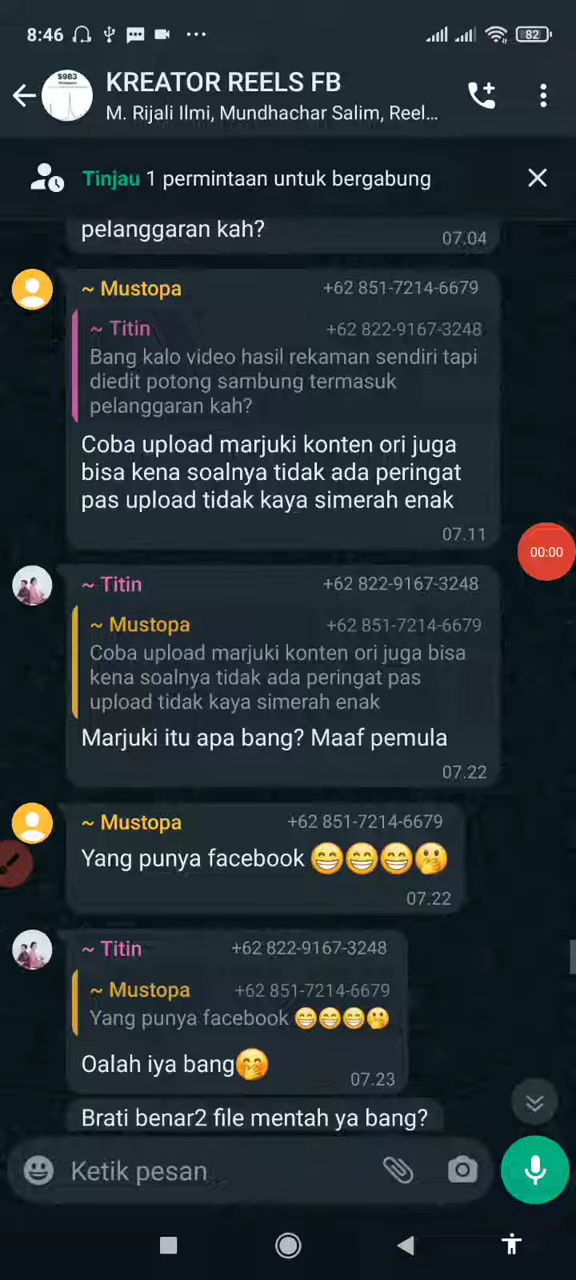 8:46
82
$983
KREATOR REELS FB
M. Rijali Ilmi, Mundhachar Salim, Reel...
Tinjau 1 permintaan untuk bergabung
pelanggaran kah?
07.04
~ Mustopa +62 851-7214-6679
~ Titin +62 822-9167-3248
Bang kalo video hasil rekaman sendiri tapi
diedit potong sambung termasuk
pelanggaran kah?
Coba upload marjuki konten ori juga
bisa kena soalnya tidak ada peringat
pas upload tidak kaya simerah enak
07.11
00:00
~ Titin +62 822-9167-3248
~ Mustopa +62 851-7214-6679
Coba upload marjuki konten ori juga bisa
kena soalnya tidak ada peringat pas
upload tidak kaya simerah enak
Marjuki itu apa bang? Maaf pemula
07.22
~ Mustopa +62 851-7214-6679
Yang punya facebook 😁😁😁🤭
07.22
~ Titin +62 822-9167-3248
~ Mustopa +62 851-7214-6679
Yang punya facebook 😁😁😁🤭
Oalah iya bang🤭
07.23
Brati benar2 file mentah ya bang?
Ketik pesan